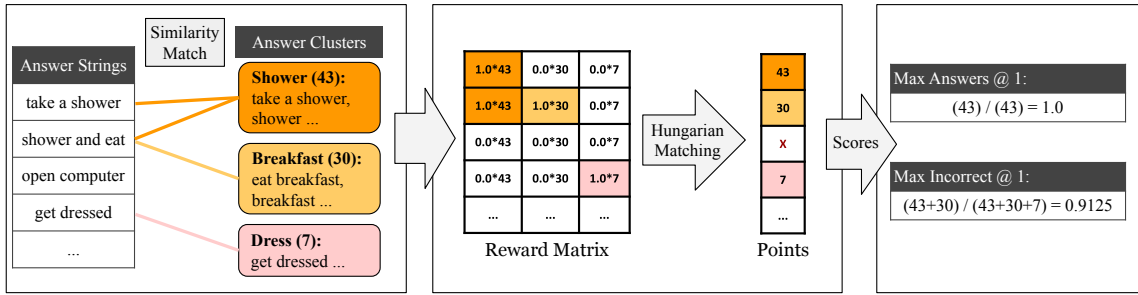 Similarity
Match
Answer Strings
take a shower
shower and eat
open computer
get dressed
...
Answer Clusters
Shower (43):
take a shower,
shower ...
Breakfast (30):
eat breakfast,
breakfast ...
Dress (7):
get dressed ...
1.0*43 0.0*30 0.0*7
1.0*43 1.0*30 0.0*7
0.0*43 0.0*30 0.0*7
0.0*43 0.0*30 1.0*7
... ... ...
Reward Matrix
Hungarian
Matching
43
30
X
7
...
Points
Scores
Max Answers @ 1:
(43) / (43) = 1.0
Max Incorrect @ 1:
(43+30) / (43+30+7) = 0.9125